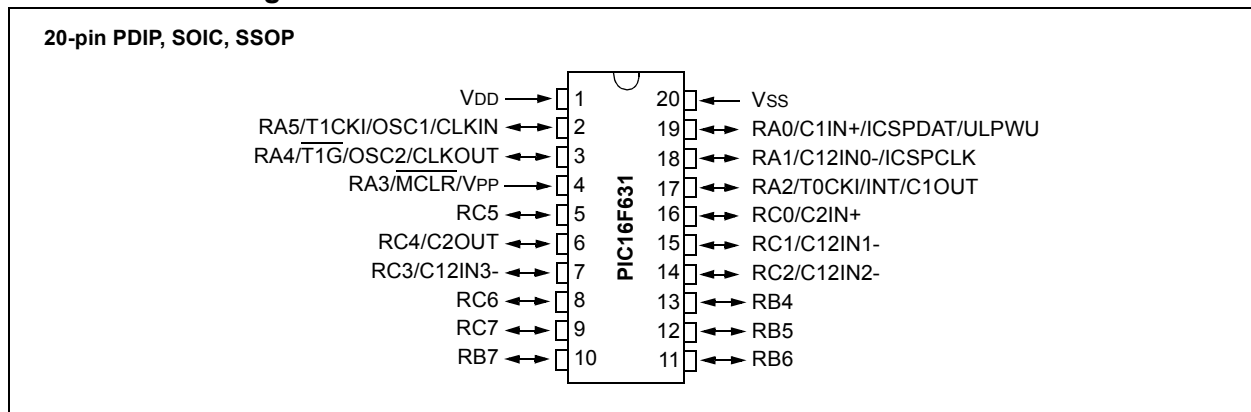 20-pin PDIP, SOIC, SSOP
VDD 1 20 VSS
RA5/T1CKI/OSC1/CLKIN 2 19 RA0/C1IN+/ICSPDAT/ULPWU
RA4/T1G/OSC2/CLKOUT 3 18 RA1/C12IN0-/ICSPCLK
RA3/MCLR/VPP 4 17 RA2/T0CKI/INT/C1OUT
RC5 5 16 RC0/C2IN+
RC4/C2OUT 6 15 RC1/C12IN1-
RC3/C12IN3- 7 14 RC2/C12IN2-
RC6 8 13 RB4
RC7 9 12 RB5
RB7 10 11 RB6
PIC16F631